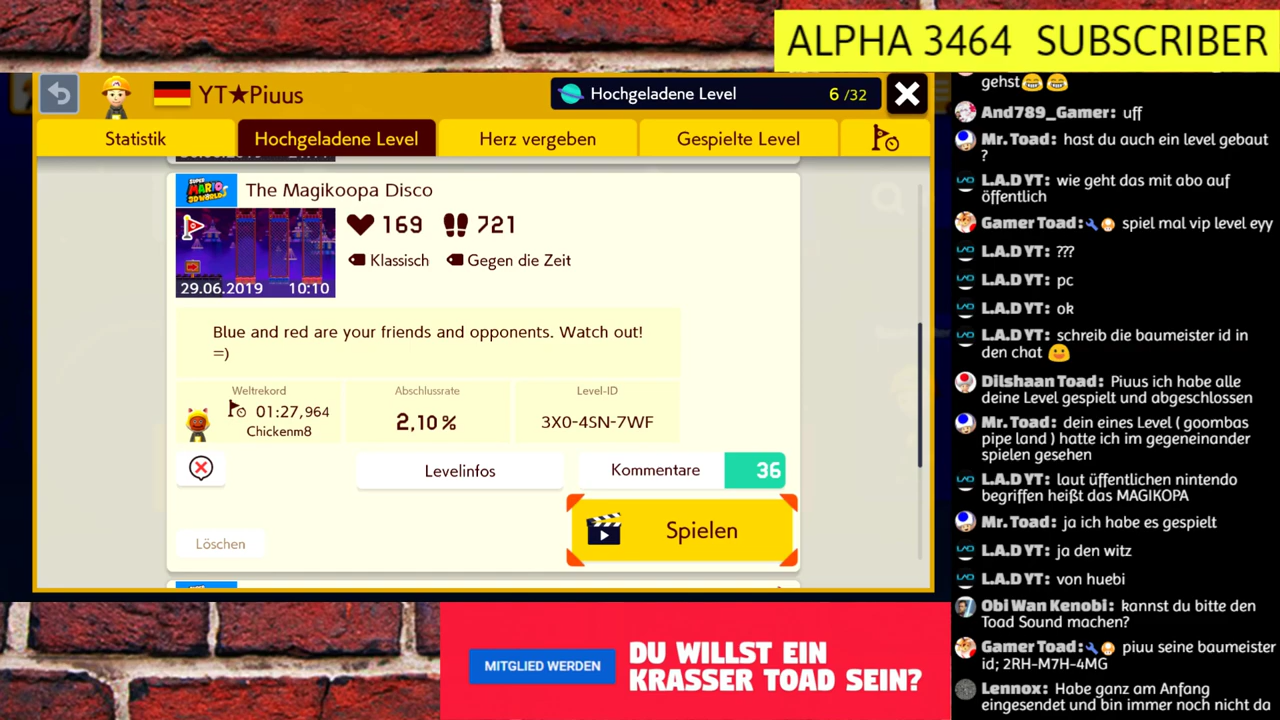 ALPHA 3464 SUBSCRIBER
YT★Piuus
Hochgeladene Level
6 /32
Statistik
Hochgeladene Level
Herz vergeben
Gespielte Level
SUPER MARIO 3D WORLD
The Magikoopa Disco
169
721
Klassisch
Gegen die Zeit
29.06.2019 10:10
Blue and red are your friends and opponents. Watch out!
=)
Weltrekord
01:27,964
Chickenm8
Abschlussrate
2,10 %
Level-ID
3X0-4SN-7WF
Levelinfos
Kommentare
36
Löschen
Spielen
MITGLIED WERDEN
DU WILLST EIN
KRASSER TOAD SEIN?
gehst😂😂
And789_Gamer: uff
Mr. Toad: hast du auch ein level gebaut
?
L.A.D YT: wie geht das mit abo auf
öffentlich
Gamer Toad: spiel mal vip level eyy
L.A.D YT: ???
L.A.D YT: pc
L.A.D YT: ok
L.A.D YT: schreib die baumeister id in
den chat 😃
Dilshaan Toad: Piuus ich habe alle
deine Level gespielt und abgeschlossen
Mr. Toad: dein eines Level ( goombas
pipe land ) hatte ich im gegeneinander
spielen gesehen
L.A.D YT: laut üffentlichen nintendo
begriffen heißt das MAGIKOPA
Mr. Toad: ja ich habe es gespielt
L.A.D YT: ja den witz
L.A.D YT: von huebi
Obi Wan Kenobi: kannst du bitte den
Toad Sound machen?
Gamer Toad: piuu seine baumeister
id; 2RH-M7H-4MG
Lennox: Habe ganz am Anfang
eingesendet und bin immer noch nicht da